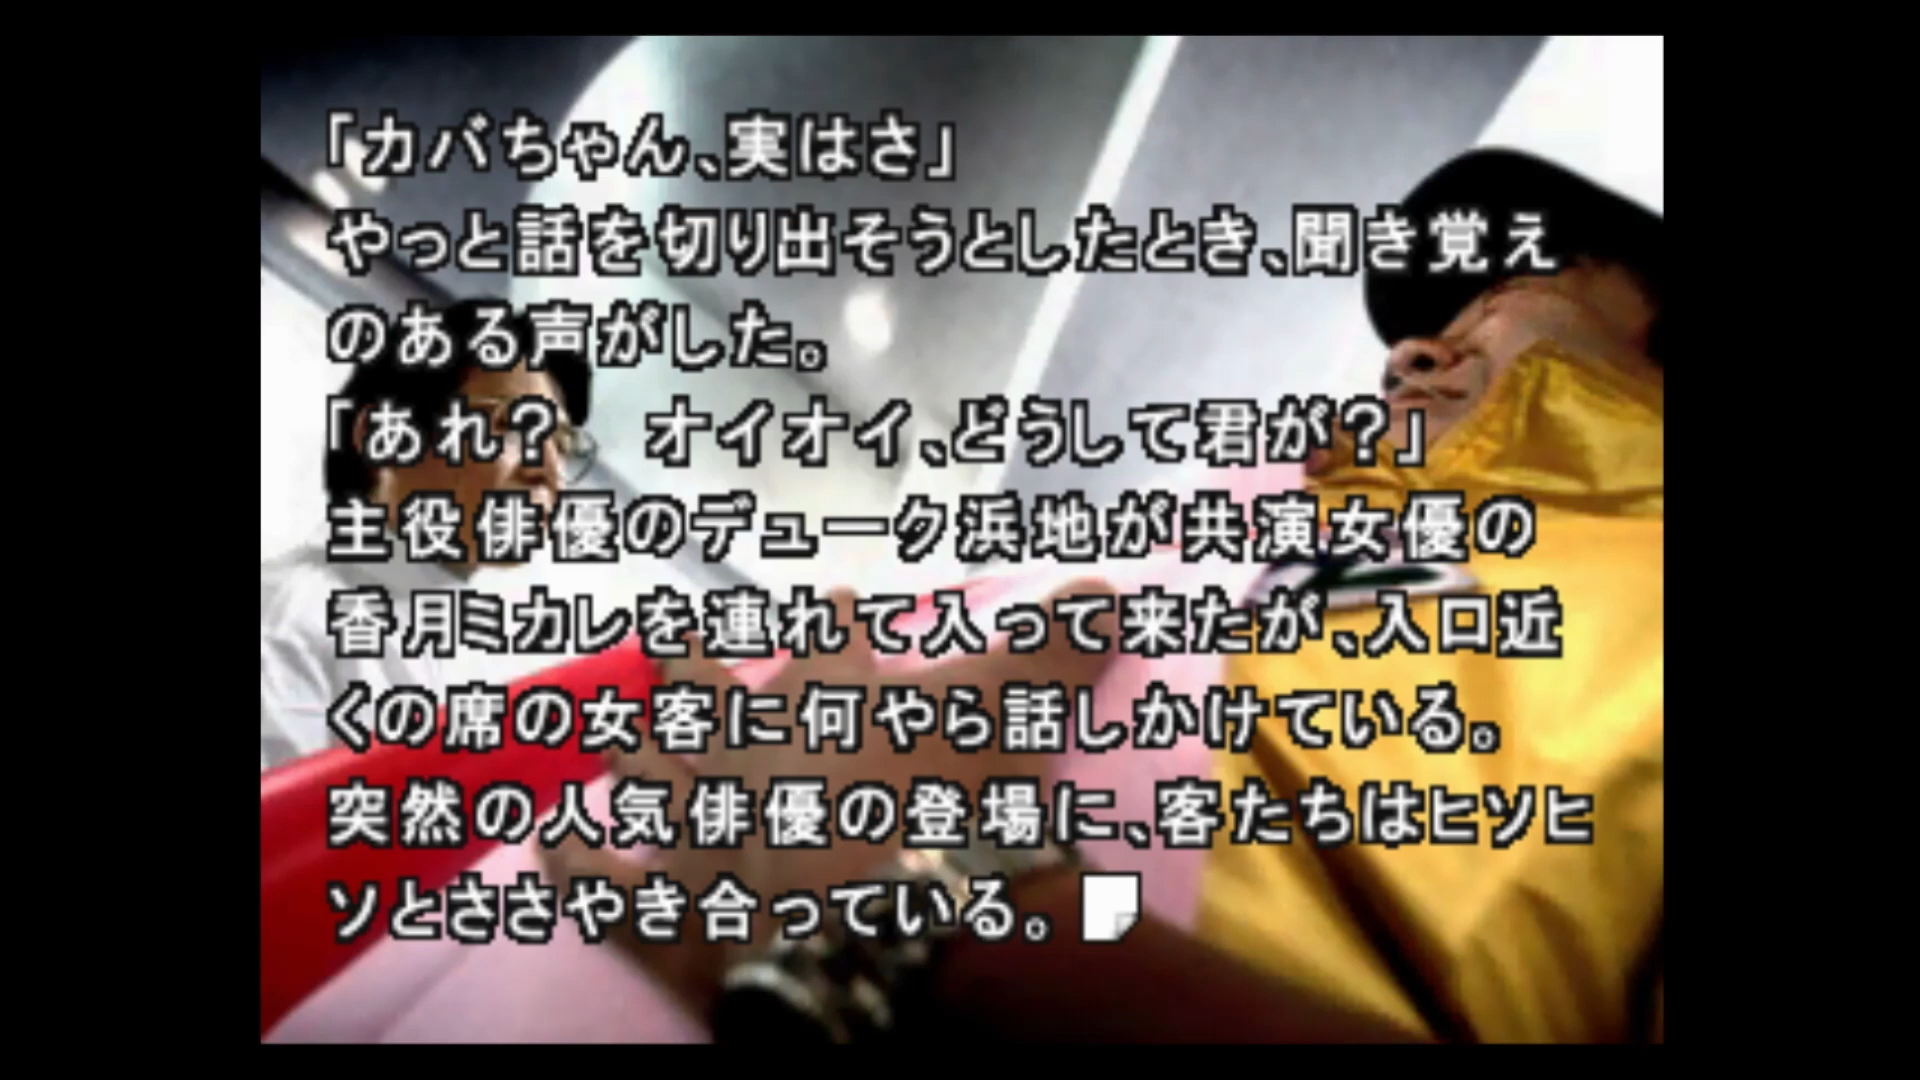 「カバちゃん、実はさ」
やっと話を切り出そうとしたとき、聞き覚え
のある声がした。
「あれ？　オイオイ、どうして君が？」
主役俳優のデューク浜地が共演女優の
香月ミカレを連れて入って来たが、入口近
くの席の女客に何やら話しかけている。
突然の人気俳優の登場に、客たちはヒソヒ
ソとささやき合っている。